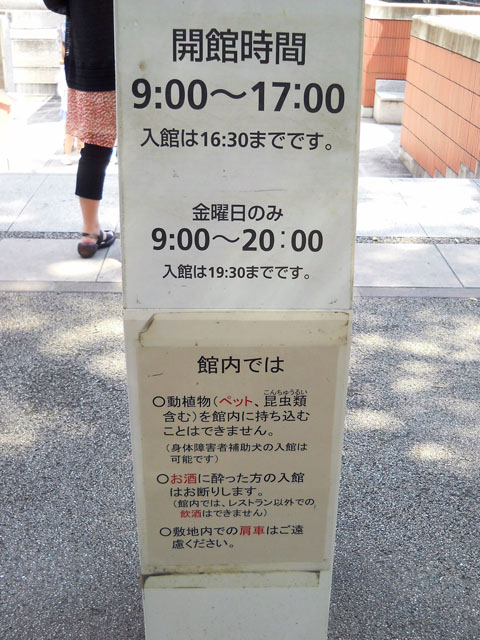 開館時間
9:00～17:00
入館は16:30までです。
金曜日のみ
9:00～20:00
入館は19:30までです。
館内では
○動植物(ペット、昆虫類
こんちゅうるい
含む)を館内に持ち込む
ことはできません。
(身体障害者補助犬の入館は
可能です)
○お酒に酔った方の入館
はお断りします。
(館内では、レストラン以外での
飲酒はできません)
○敷地内での肩車はご遠
慮ください。